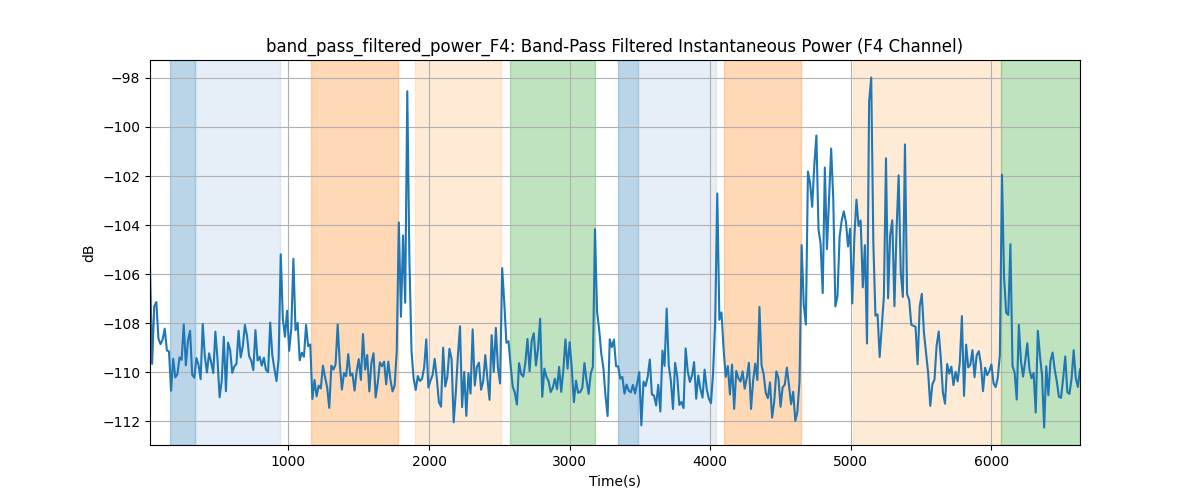 band_pass_filtered_power_F4: Band-Pass Filtered Instantaneous Power (F4 Channel)
dB
−98
−100
−102
−104
−106
−108
−110
−112
1000 2000 3000 4000 5000 6000
Time(s)